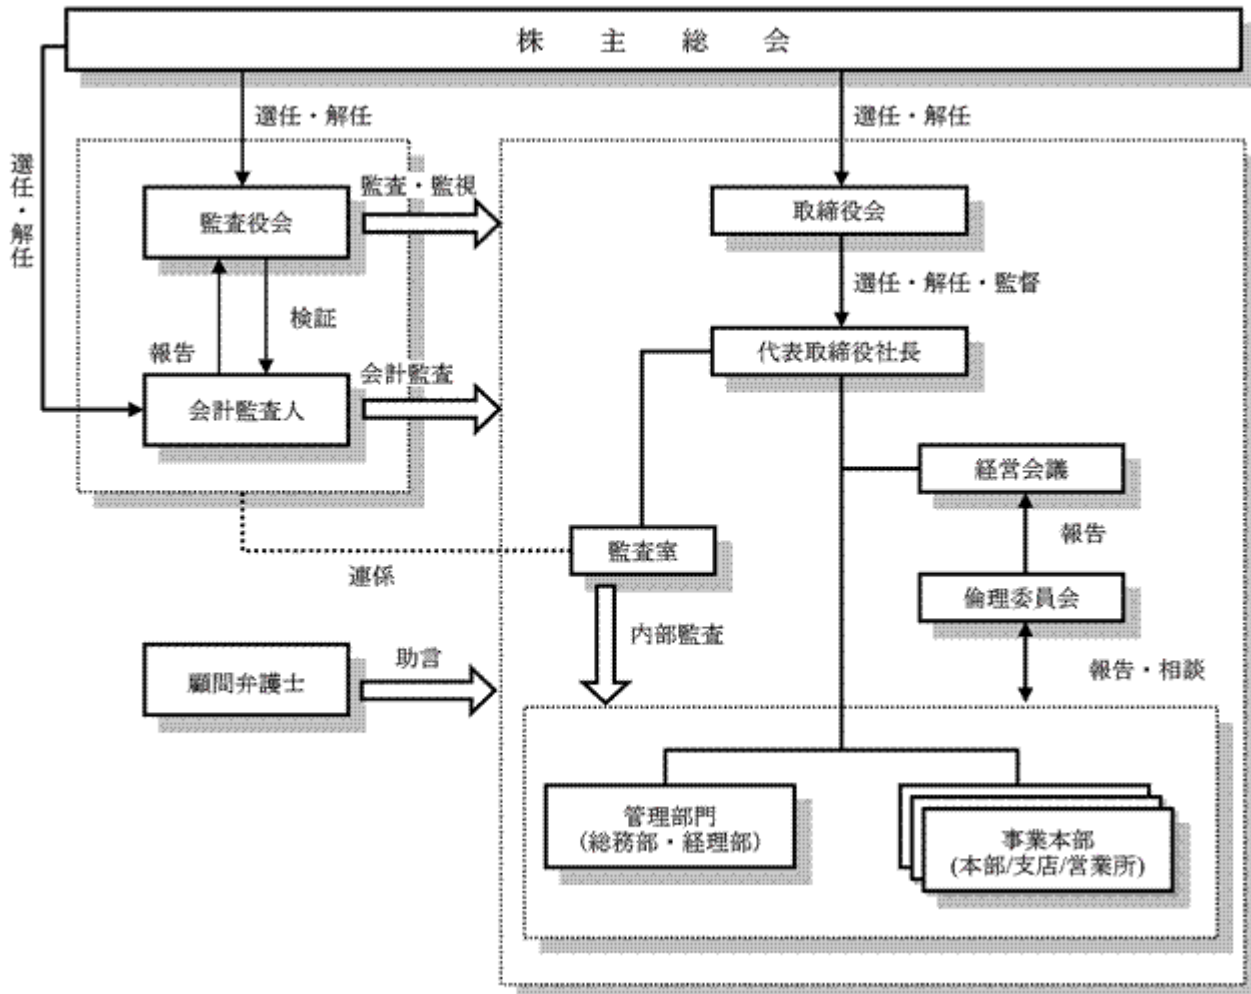 株主総会
選任・解任
選任・解任
選任・解任
監査役会
監査・監視
取締役会
選任・解任・監督
検証
報告
代表取締役社長
会計監査
会計監査人
経営会議
報告
監査室
連係
倫理委員会
内部監査
顧問弁護士
助言
報告・相談
管理部門
(総務部・経理部)
事業本部
(本部/支店/営業所)